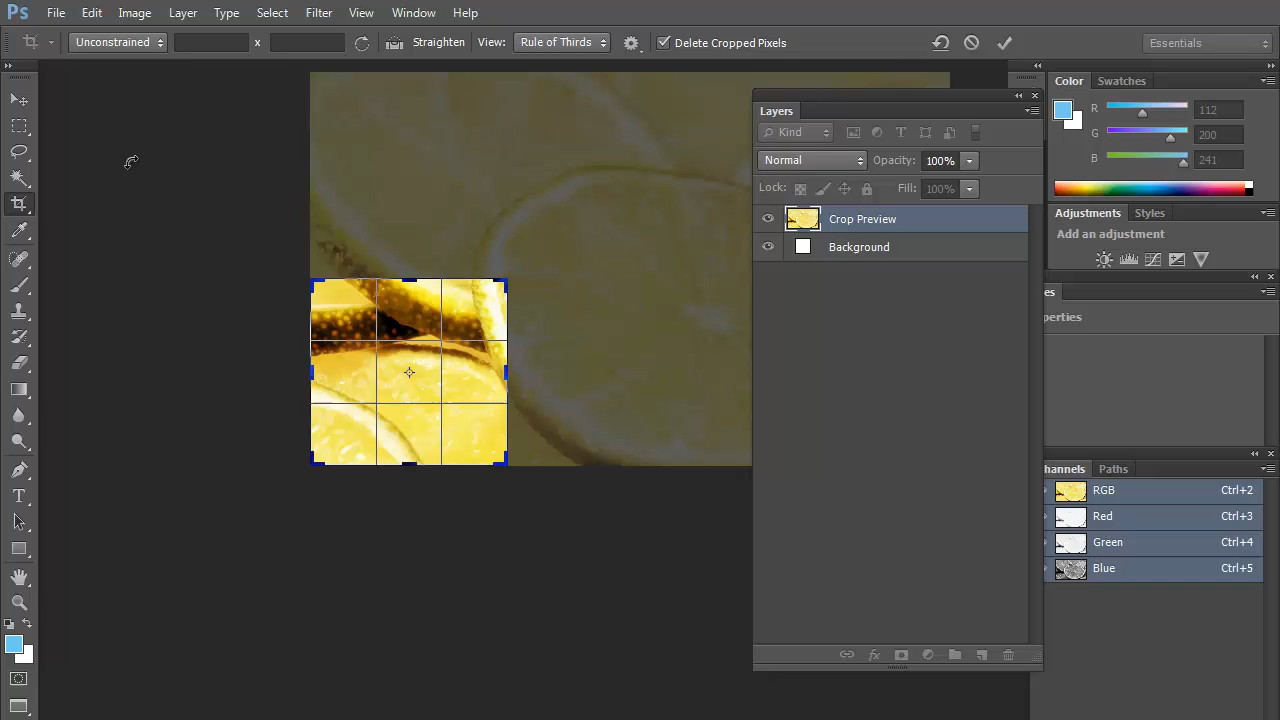 Ps File Edit Image Layer Type Select Filter View Window Help
Unconstrained x Straighten View: Rule of Thirds Delete Cropped Pixels Essentials
Color Swatches
R 112
G 200
B 241
Layers
Kind
Normal Opacity: 100%
Lock: Fill: 100%
Crop Preview
Background
Adjustments Styles
Add an adjustment
es
roperties
hannels Paths
RGB Ctrl+2
Red Ctrl+3
Green Ctrl+4
Blue Ctrl+5
T
fx